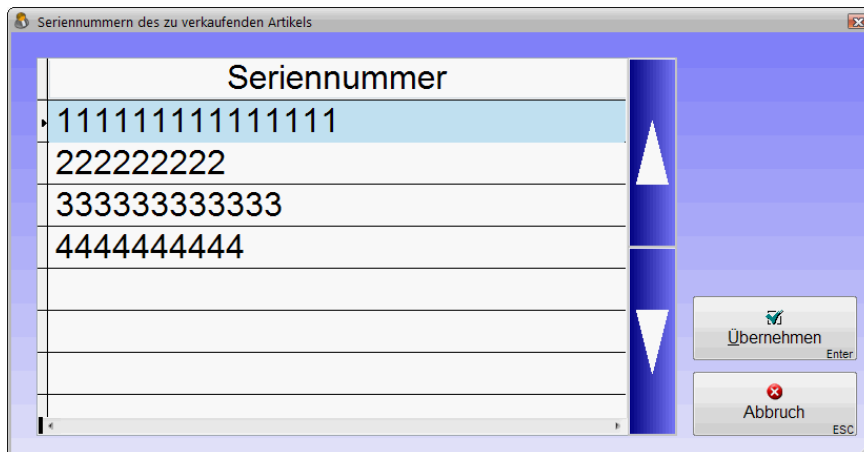 Seriennummern des zu verkaufenden Artikels
Seriennummer
111111111111111
222222222
333333333333
4444444444
Übernehmen
Enter
Abbruch
ESC